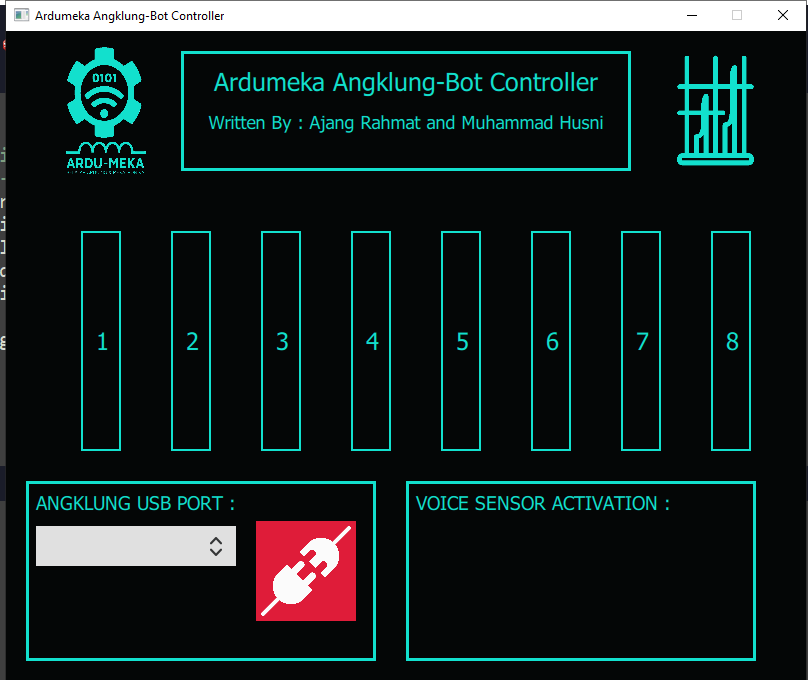 Ardumeka Angklung-Bot Controller
0101
ARDU-MEKA
Ardumeka Angklung-Bot Controller
Written By : Ajang Rahmat and Muhammad Husni
1 2 3 4 5 6 7 8
ANGKLUNG USB PORT :
VOICE SENSOR ACTIVATION :